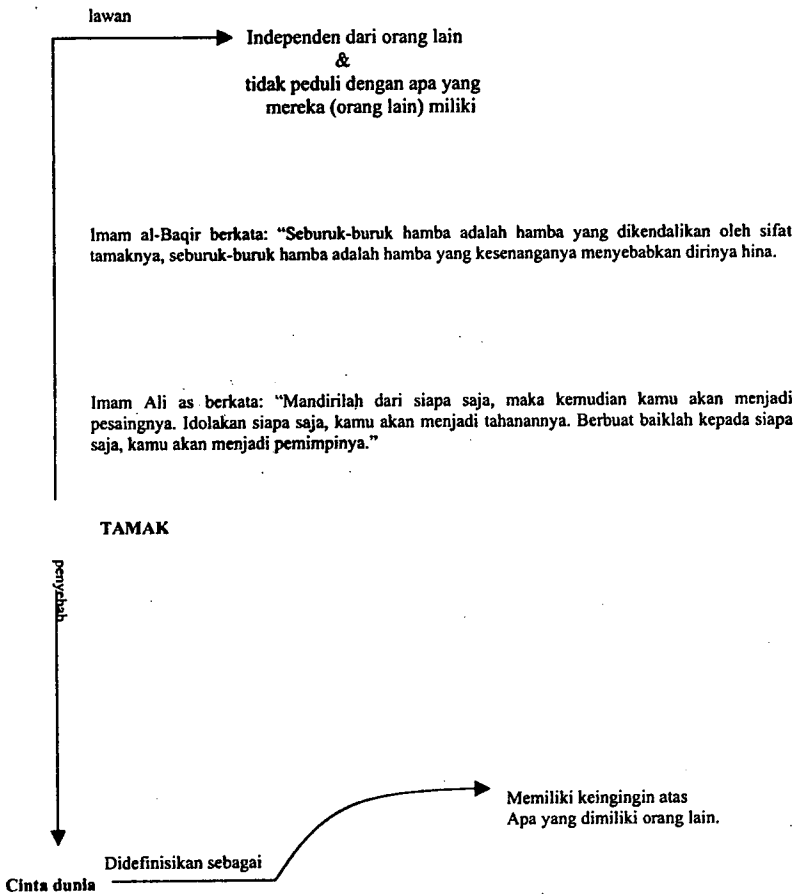 lawan
Independen dari orang lain
&
tidak peduli dengan apa yang
mereka (orang lain) miliki
Imam al-Baqir berkata: “Seburuk-buruk hamba adalah hamba yang dikendalikan oleh sifat
tamaknya, seburuk-buruk hamba adalah hamba yang kesenanganya menyebabkan dirinya hina.
Imam Ali as berkata: “Mandirilah dari siapa saja, maka kemudian kamu akan menjadi
pesaingnya. Idolakan siapa saja, kamu akan menjadi tahanannya. Berbuat baiklah kepada siapa
saja, kamu akan menjadi pemimpinya.”
TAMAK
penyebab
Memiliki keingingin atas
Apa yang dimiliki orang lain.
Didefinisikan sebagai
Cinta dunia